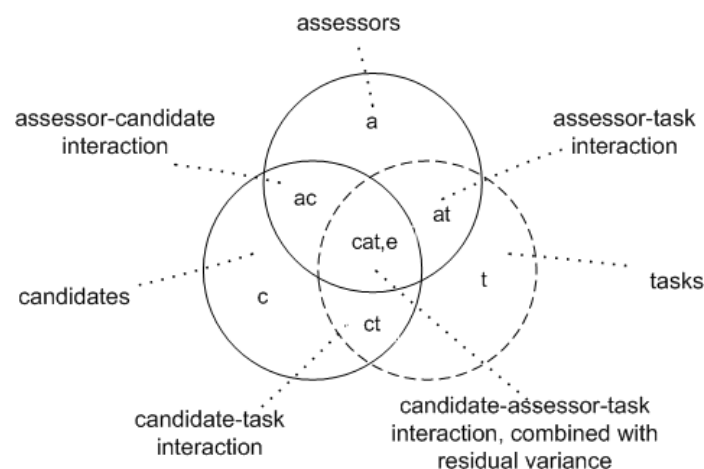 assessors
assessor-candidate
interaction
assessor-task
interaction
a
ac
at
cat,e
candidates
c
t
tasks
ct
candidate-task
interaction
candidate-assessor-task
interaction, combined with
residual variance